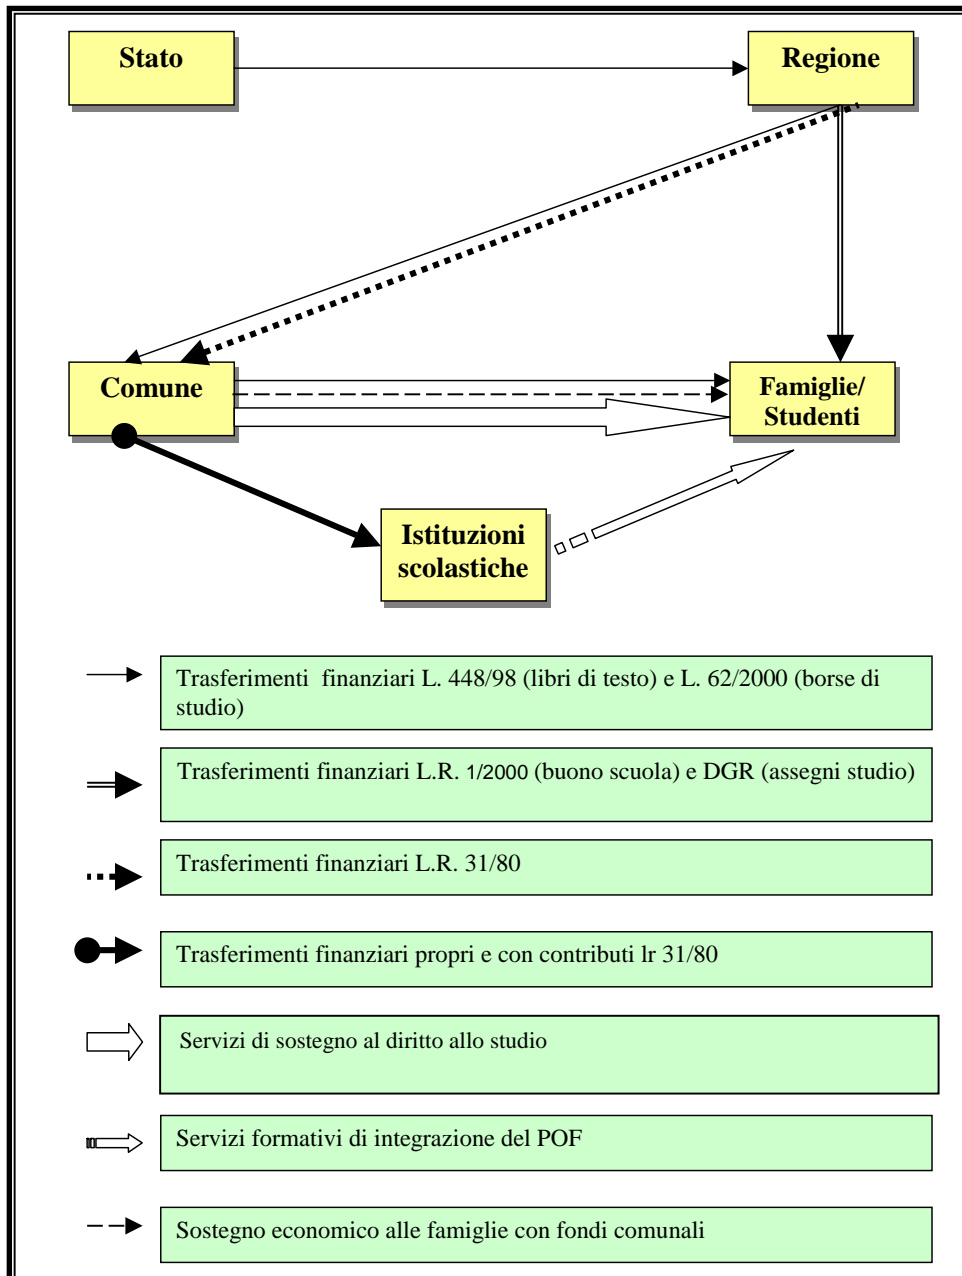 Stato
Regione
Comune
Famiglie/
Studenti
Istituzioni
scolastiche
Trasferimenti finanziari L. 448/98 (libri di testo) e L. 62/2000 (borse di
studio)
Trasferimenti finanziari L.R. 1/2000 (buono scuola) e DGR (assegni studio)
Trasferimenti finanziari L.R. 31/80
Trasferimenti finanziari propri e con contributi lr 31/80
Servizi di sostegno al diritto allo studio
Servizi formativi di integrazione del POF
Sostegno economico alle famiglie con fondi comunali